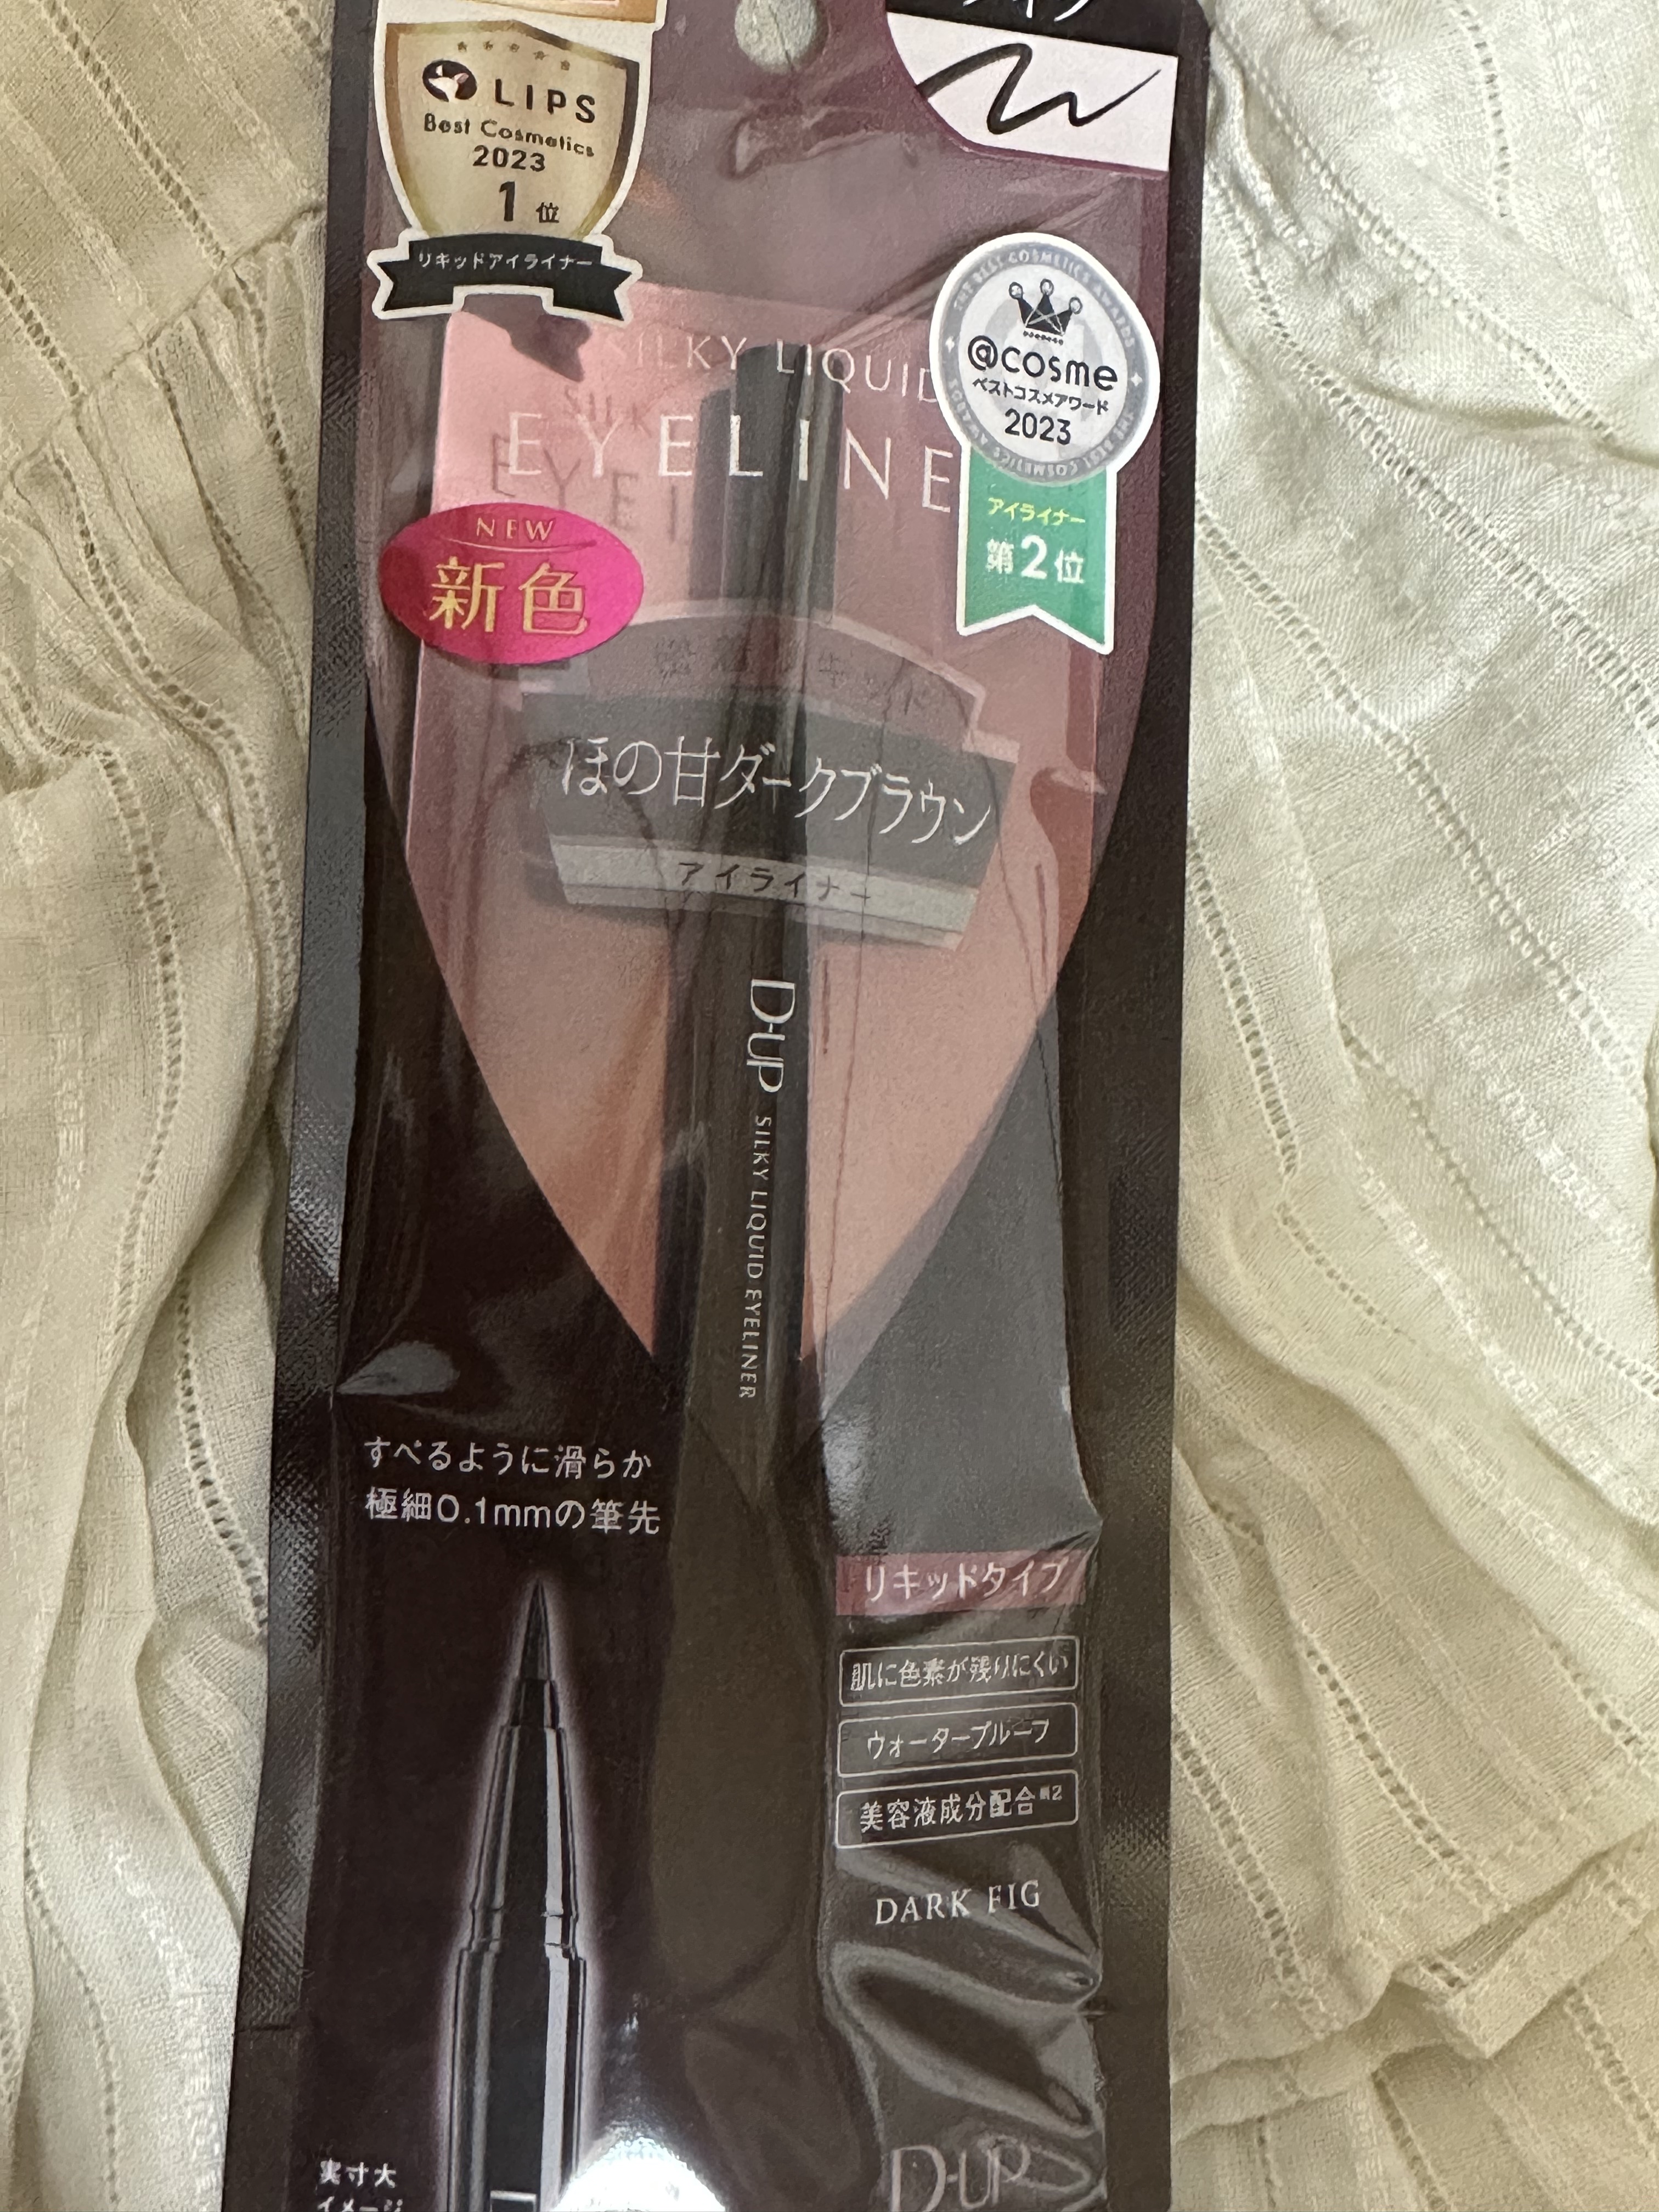 LIPS
Best Cosmetics
2023
1位
リキッドアイライナー
SILKY LIQUID
EYELINE
@cosme
ベストコスメアワード
2023
アイライナー
第2位
NEW
新色
ほの甘ダークブラウン
アイライナー
D-UP SILKY LIQUID EYELINER
すべるように滑らか
極細0.1mmの筆先
リキッドタイプ
肌に色素が残りにくい
ウォータープルーフ
美容液成分配合※2
DARK FIG
D-UP
実寸大
イメージ